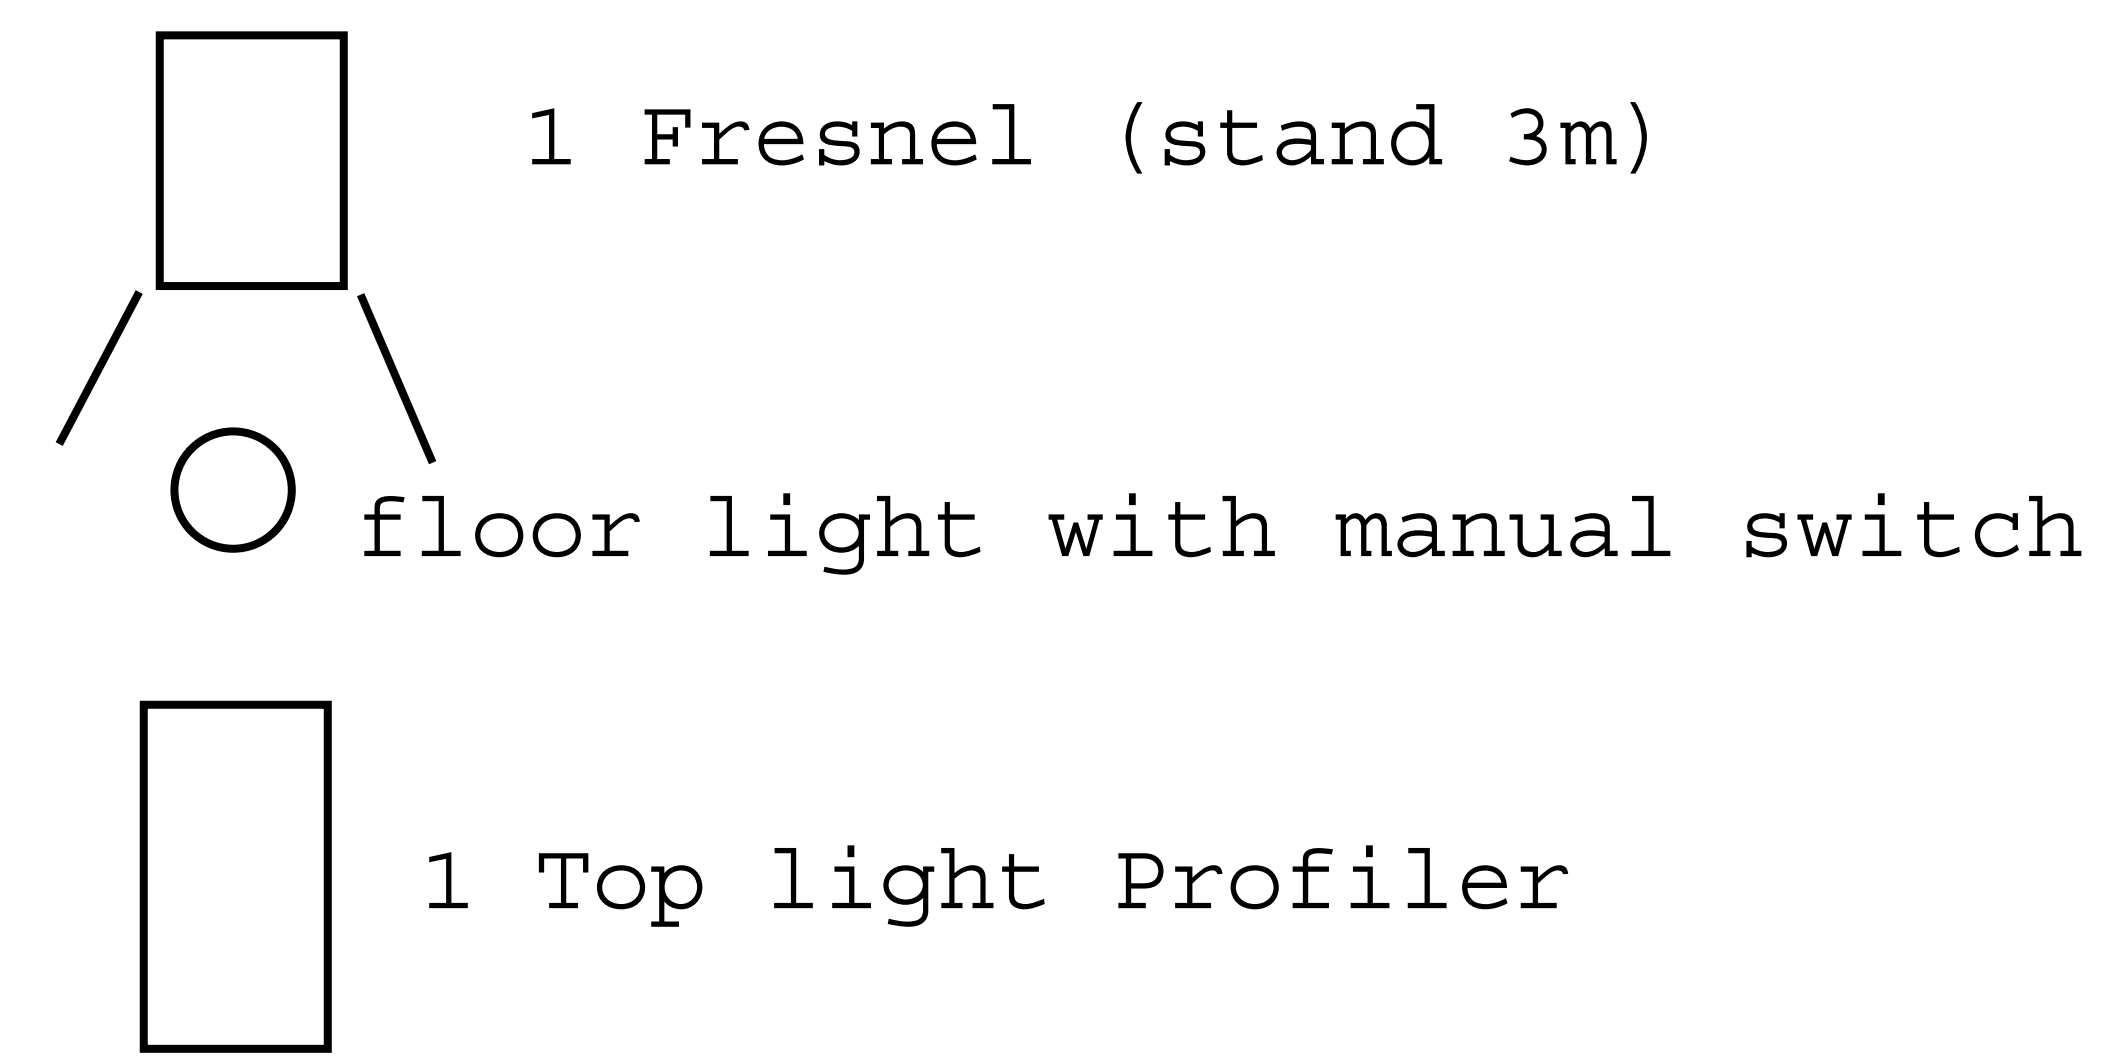 1 Fresnel (stand 3m)
floor light with manual switch
1 Top light Profiler